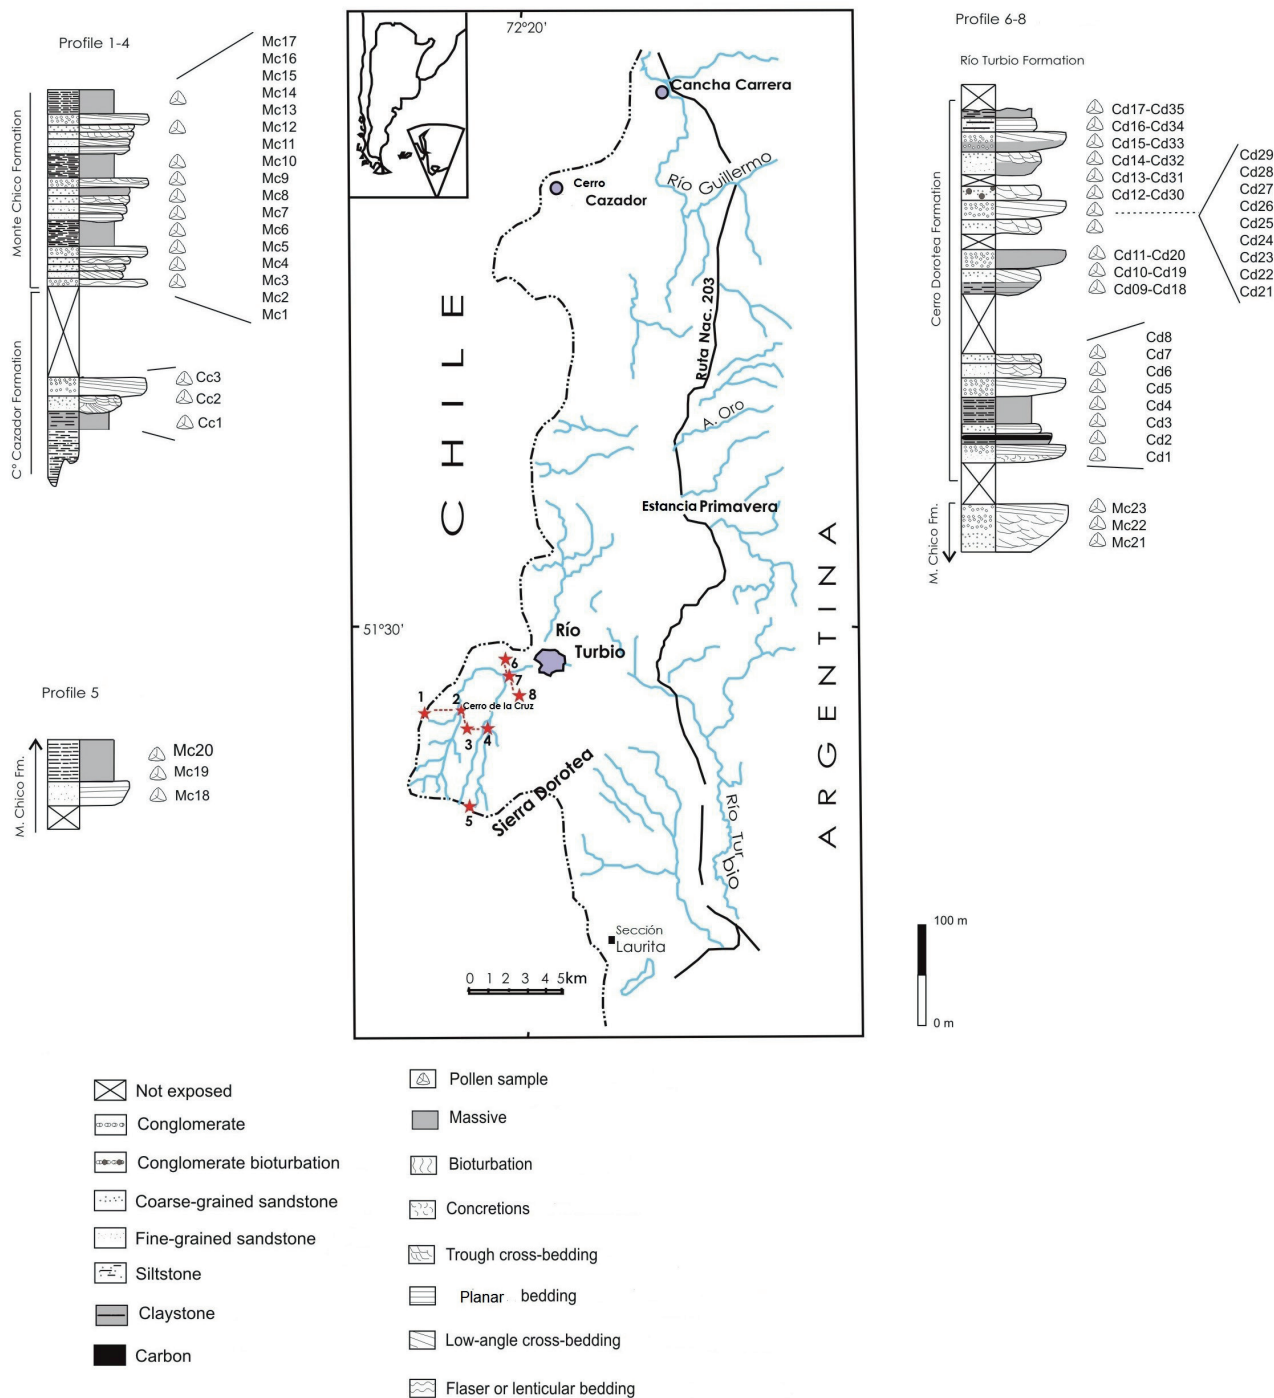 Profile 1-4
Mc17
Mc16
Mc15
Mc14
Mc13
Mc12
Mc11
Mc10
Mc9
Mc8
Mc7
Mc6
Mc5
Mc4
Mc3
Mc2
Mc1
Monte Chico Formation
C° Cazador Formation
Cc3
Cc2
Cc1
Profile 5
Mc20
Mc19
Mc18
M. Chico Fm.
72°20'
51°30'
Cancha Carrera
Cerro
Cazador
Río Guillermo
Ruta Nac. 203
A. Oro
Estancia Primavera
CHILE
ARGENTINA
Río
Turbio
6
7
8
1
2
Cerro de la Cruz
3
4
5
Sierra Dorotea
Río Turbio
Sección
Laurita
0 1 2 3 4 5km
Profile 6-8
Río Turbio Formation
Cerro Dorotea Formation
M. Chico Fm.
Cd17-Cd35
Cd16-Cd34
Cd15-Cd33
Cd14-Cd32
Cd13-Cd31
Cd12-Cd30
Cd29
Cd28
Cd27
Cd26
Cd25
Cd24
Cd23
Cd22
Cd21
Cd11-Cd20
Cd10-Cd19
Cd09-Cd18
Cd8
Cd7
Cd6
Cd5
Cd4
Cd3
Cd2
Cd1
Mc23
Mc22
Mc21
100 m
0 m
Not exposed
Conglomerate
Conglomerate bioturbation
Coarse-grained sandstone
Fine-grained sandstone
Siltstone
Claystone
Carbon
Pollen sample
Massive
Bioturbation
Concretions
Trough cross-bedding
Planar bedding
Low-angle cross-bedding
Flaser or lenticular bedding